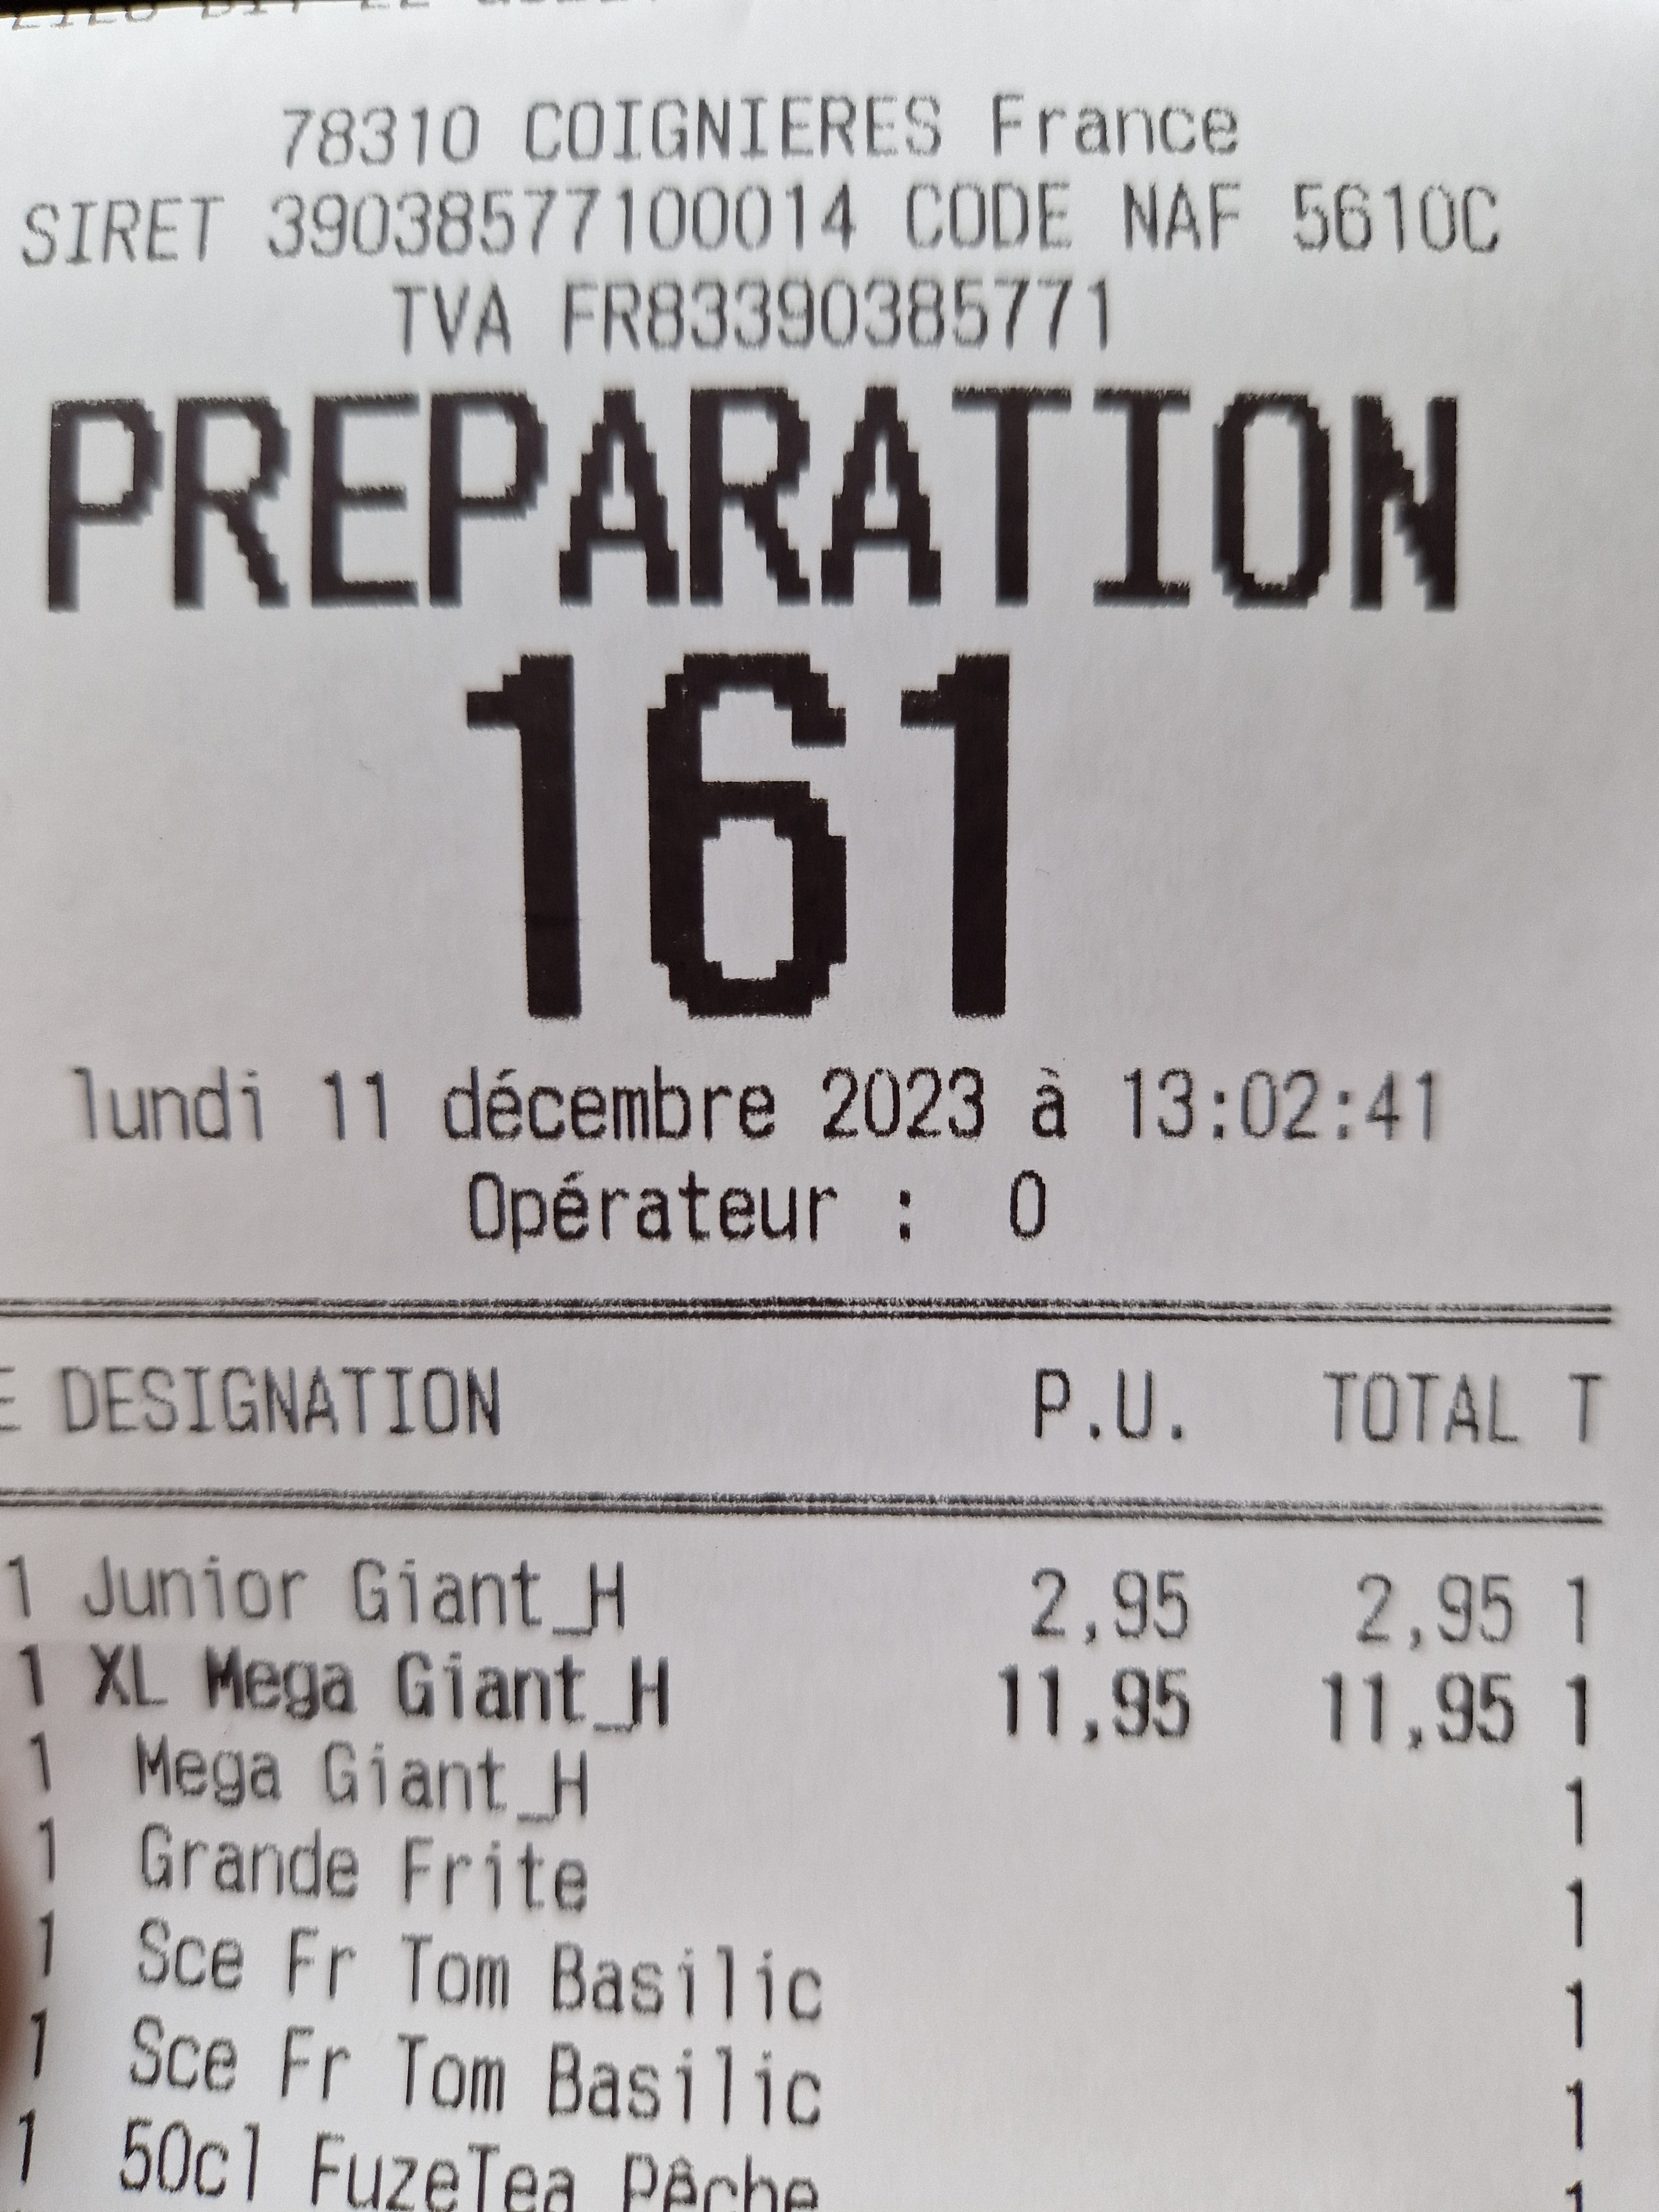 78310 COIGNIERES France
SIRET 39038577100014 CODE NAF 5610C
TVA FR83390385771
PREPARATION
161
lundi 11 décembre 2023 à 13:02:41
Opérateur : 0
E DESIGNATION P.U. TOTAL T
1 Junior Giant_H 2,95 2,95 1
1 XL Mega Giant_H 11,95 11,95 1
1 Mega Giant_H 1
1 Grande Frite 1
1 Sce Fr Tom Basilic 1
1 Sce Fr Tom Basilic 1
1 50cl FuzeTea Pêche 1